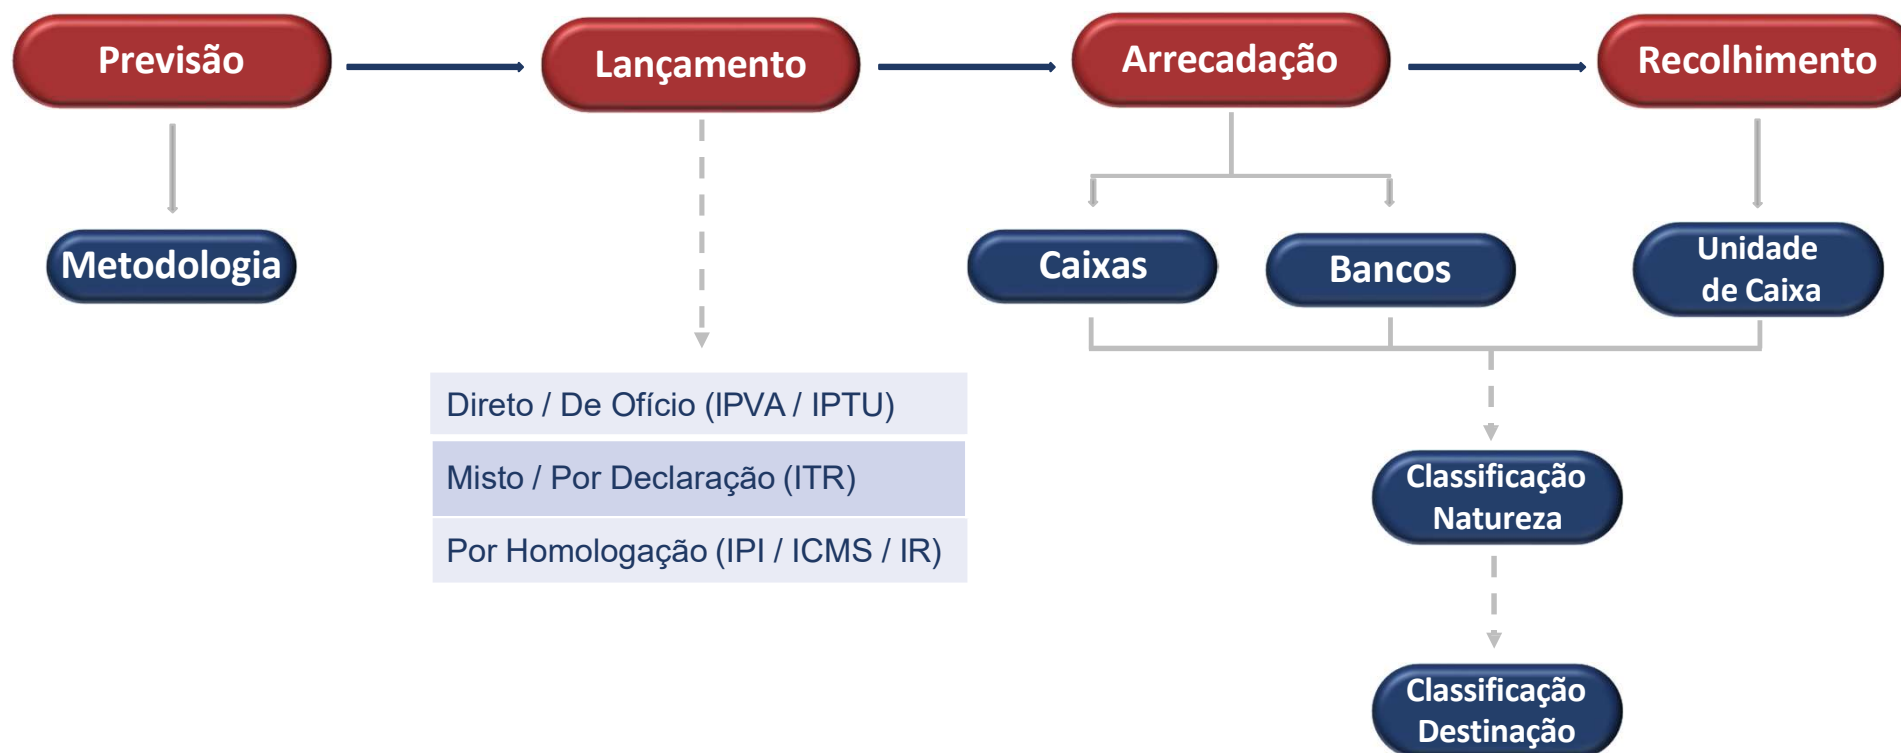 Previsão
Lançamento
Arrecadação
Recolhimento
Metodologia
Caixas
Bancos
Unidade
de Caixa
Direto / De Ofício (IPVA / IPTU)
Misto / Por Declaração (ITR)
Por Homologação (IPI / ICMS / IR)
Classificação
Natureza
Classificação
Destinação